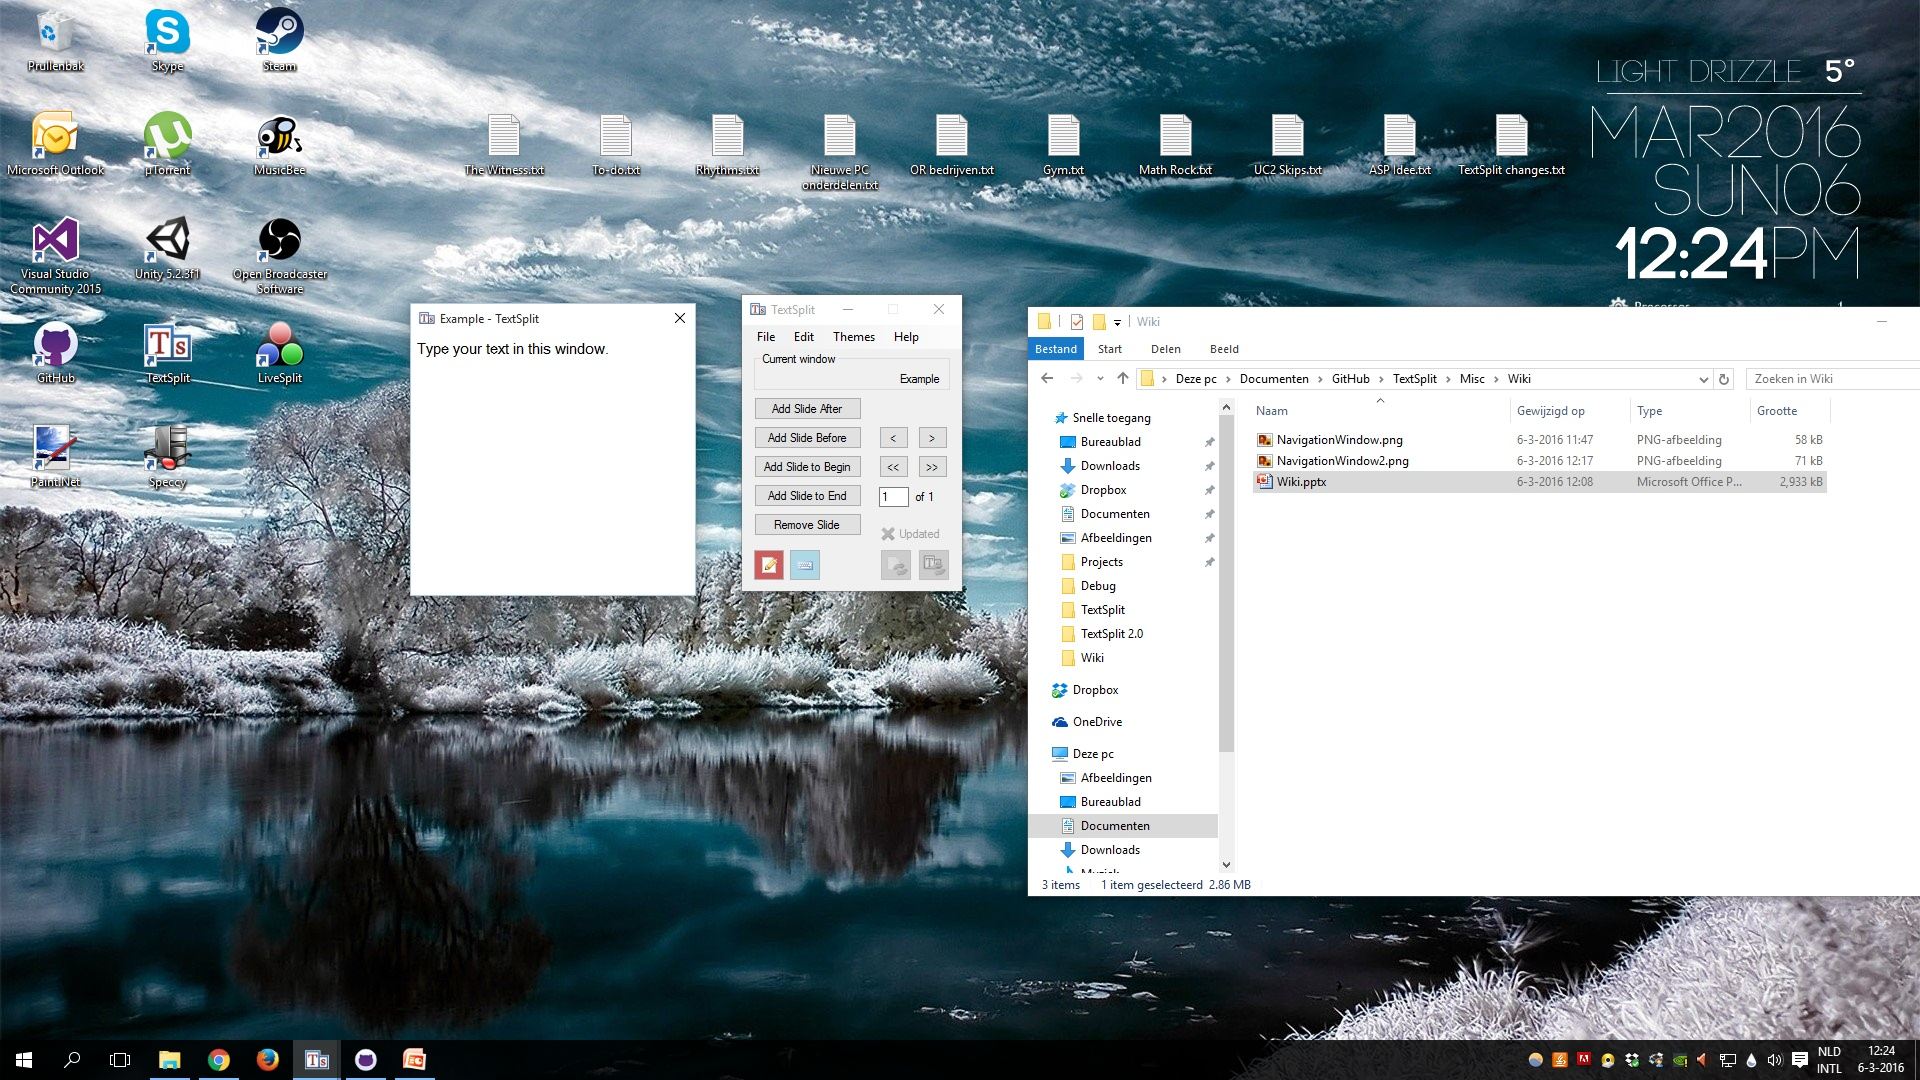 Prullenbak
Skype
Steam
LIGHT DRIZZLE 5°
MAR2016
SUN06
12:24PM
Microsoft Outlook
µTorrent
MusicBee
The Witness.txt
To-do.txt
Rhythms.txt
Nieuwe PC
onderdelen.txt
OR bedrijven.txt
Gym.txt
Math Rock.txt
UC2 Skips.txt
ASP Idee.txt
TextSplit changes.txt
Visual Studio
Community 2015
Unity 5.2.3f1
Open Broadcaster
Software
GitHub
TextSplit
LiveSplit
Paint.Net
Speccy
Example - TextSplit
Type your text in this window.
TextSplit
File Edit Themes Help
Current window
Example
Add Slide After
Add Slide Before < >
Add Slide to Begin << >>
Add Slide to End 1 of 1
Remove Slide
Updated
Processor 1
Wiki
Bestand Start Delen Beeld
Deze pc > Documenten > GitHub > TextSplit > Misc > Wiki
Zoeken in Wiki
Naam Gewijzigd op Type Grootte
NavigationWindow.png 6-3-2016 11:47 PNG-afbeelding 58 kB
NavigationWindow2.png 6-3-2016 12:17 PNG-afbeelding 71 kB
Wiki.pptx 6-3-2016 12:08 Microsoft Office P... 2,933 kB
Snelle toegang
Bureaublad
Downloads
Dropbox
Documenten
Afbeeldingen
Projects
Debug
TextSplit
TextSplit 2.0
Wiki
Dropbox
OneDrive
Deze pc
Afbeeldingen
Bureaublad
Documenten
Downloads
Muziek
3 items 1 item geselecteerd 2.86 MB
NLD
INTL
12:24
6-3-2016